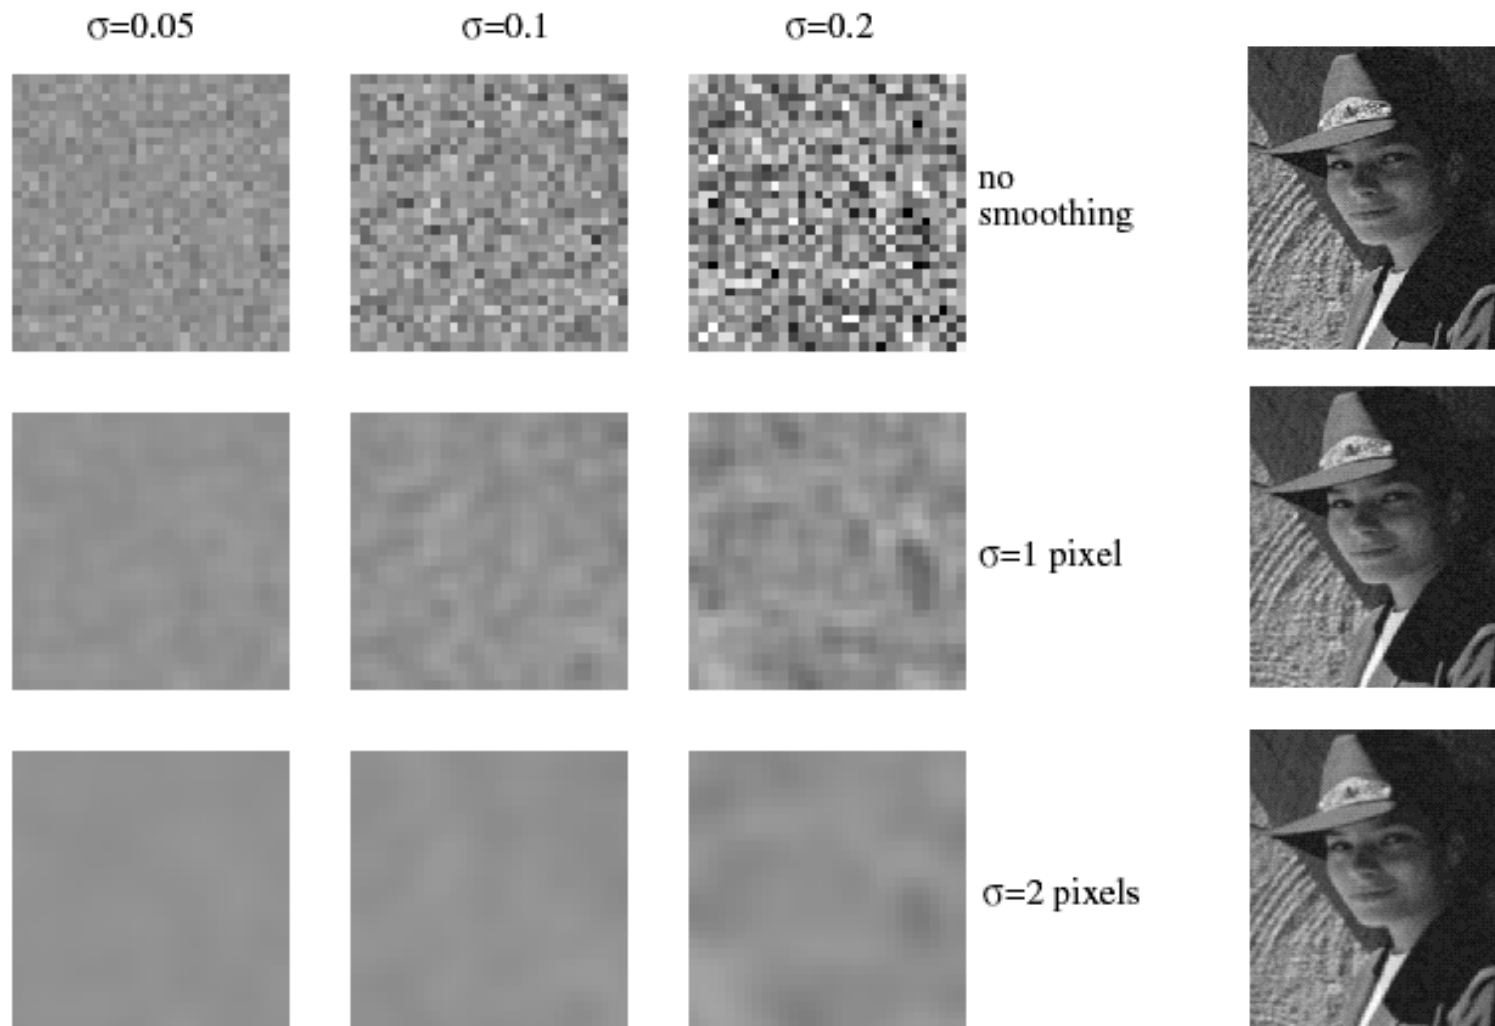 σ=0.05
σ=0.1
σ=0.2
no
smoothing
σ=1 pixel
σ=2 pixels